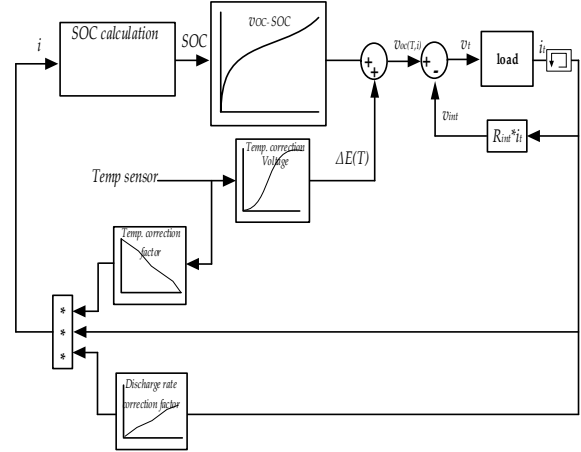 i
SOC calculation
SOC
vOC- SOC
+
+
voc(T,i)
+
-
vt
load
it
vint
Rint*it
Temp. correction
Voltage
ΔE(T)
Temp sensor
Temp. correction
factor
*
*
*
Discharge rate
correction factor